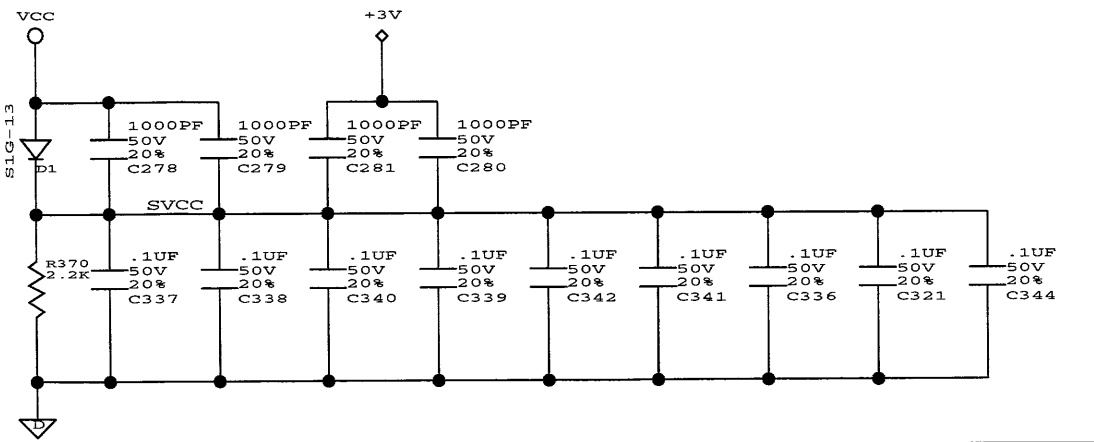 VCC
+3V
S1G-13
D1
1000PF
50V
20%
C278
1000PF
50V
20%
C279
1000PF
50V
20%
C281
1000PF
50V
20%
C280
SVCC
R370
2.2K
.1UF
50V
20%
C337
.1UF
50V
20%
C338
.1UF
50V
20%
C340
.1UF
50V
20%
C339
.1UF
50V
20%
C342
.1UF
50V
20%
C341
.1UF
50V
20%
C336
.1UF
50V
20%
C321
.1UF
50V
20%
C344
D